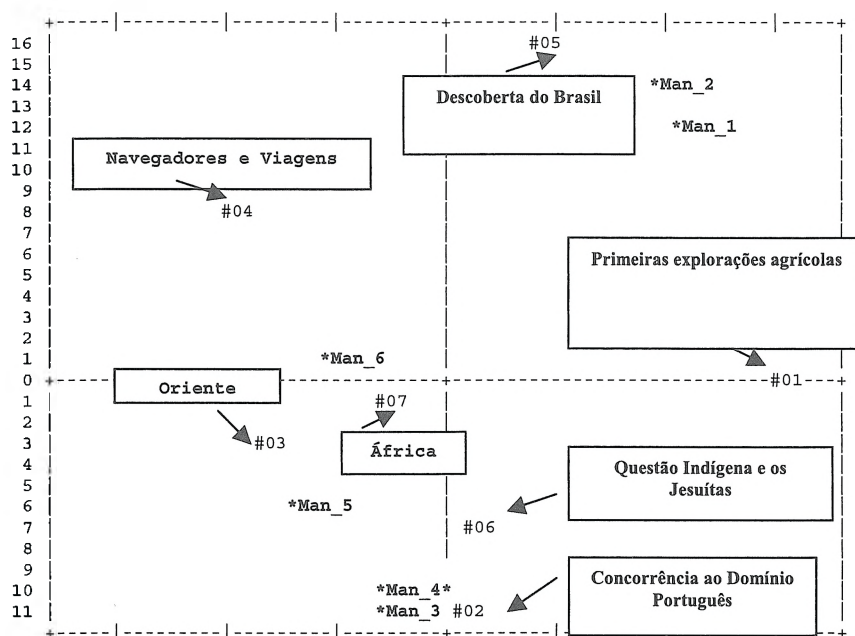 16 #05
15
14 Descoberta do Brasil *Man_2
13
12 *Man_1
11 Navegadores e Viagens
10
9
8 #04
7
6 Primeiras explorações agrícolas
5
4
3
2
1 *Man_6
0 Oriente #01
1 #07
2
3 #03 África
4 Questão Indígena e os
5 Jesuítas
6 *Man_5
7 #06
8
9
10 *Man_4* Concorrência ao Domínio
11 *Man_3 #02 Português